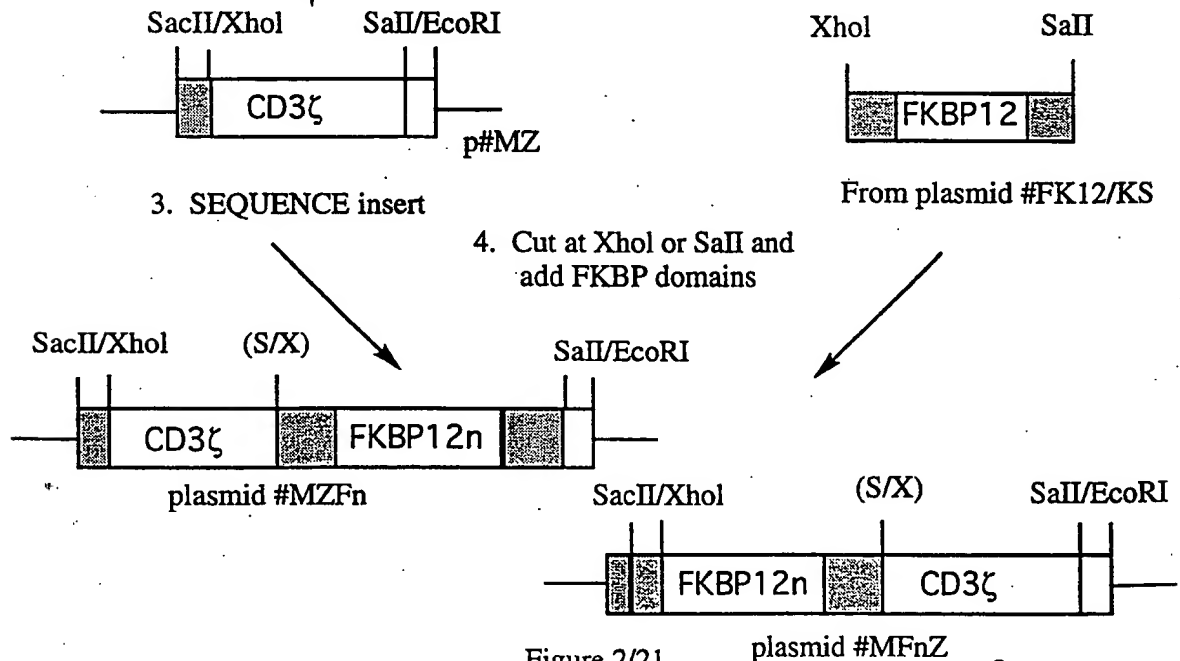 SacII/XhoI SalI/EcoRI
XhoI SalI
CD3ζ
FKBP12
p#MZ
3. SEQUENCE insert
From plasmid #FK12/KS
4. Cut at XhoI or SalI and
add FKBP domains
SacII/XhoI (S/X) SalI/EcoRI
CD3ζ FKBP12n
plasmid #MZFn
SacII/XhoI (S/X) SalI/EcoRI
FKBP12n CD3ζ
plasmid #MFnZ
Figure 2/21